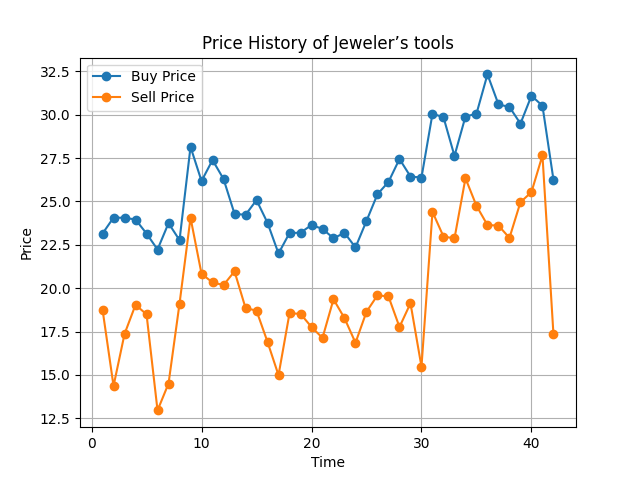 Price History of Jeweler’s tools
Buy Price
Sell Price
32.5
30.0
27.5
25.0
22.5
20.0
17.5
15.0
12.5
Price
0 10 20 30 40
Time